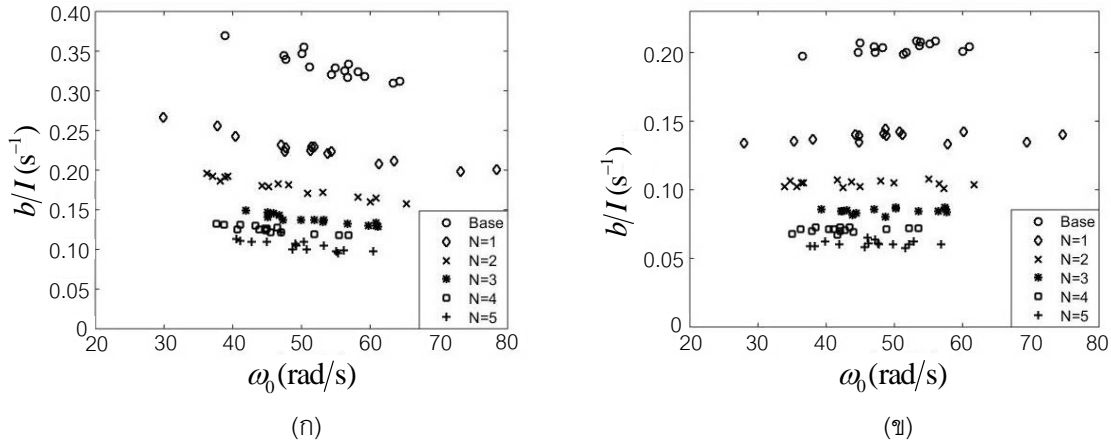 b/I (s⁻¹)
0.40
0.35
0.30
0.25
0.20
0.15
0.10
0.05
0
20 30 40 50 60 70 80
ω₀(rad/s)
Base
N=1
N=2
N=3
N=4
N=5
(ก)
b/I (s⁻¹)
0.20
0.15
0.10
0.05
0
20 30 40 50 60 70 80
ω₀(rad/s)
Base
N=1
N=2
N=3
N=4
N=5
(ข)